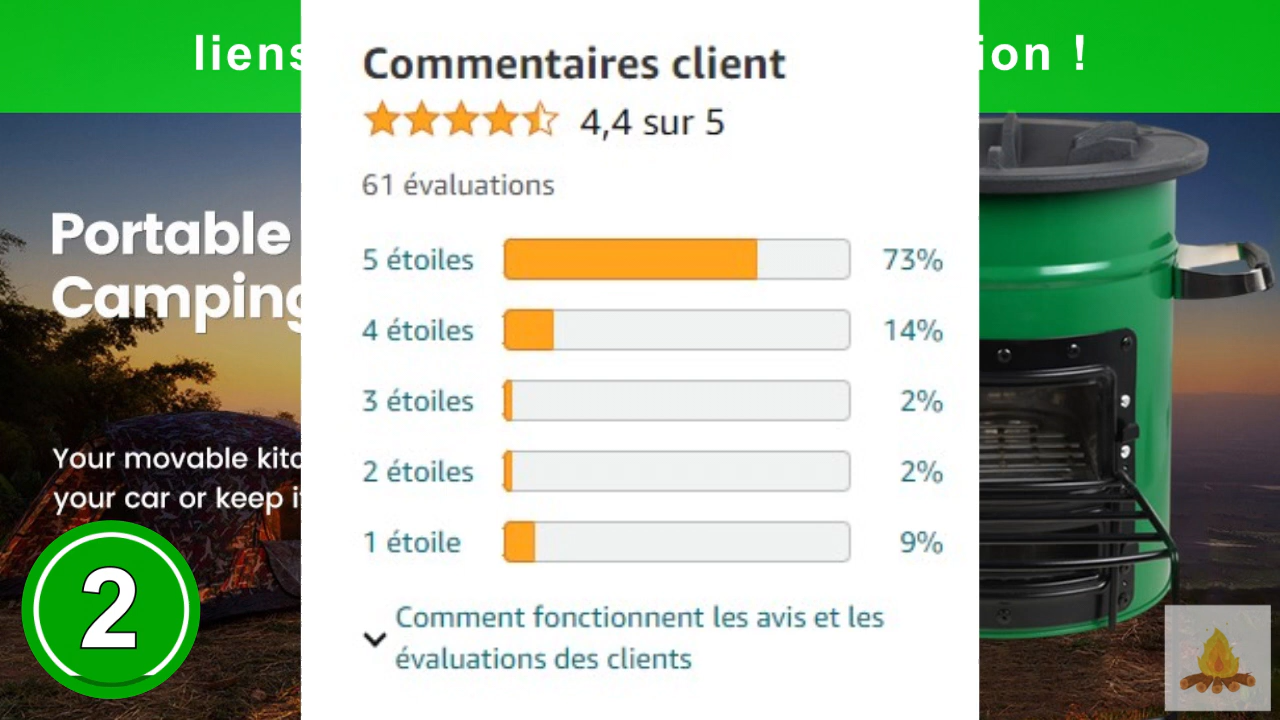 liens ion !
Commentaires client
4,4 sur 5
61 évaluations
5 étoiles 73%
4 étoiles 14%
3 étoiles 2%
2 étoiles 2%
1 étoile 9%
Comment fonctionnent les avis et les
évaluations des clients
Portable
Camping
Your movable kitc
your car or keep i
2